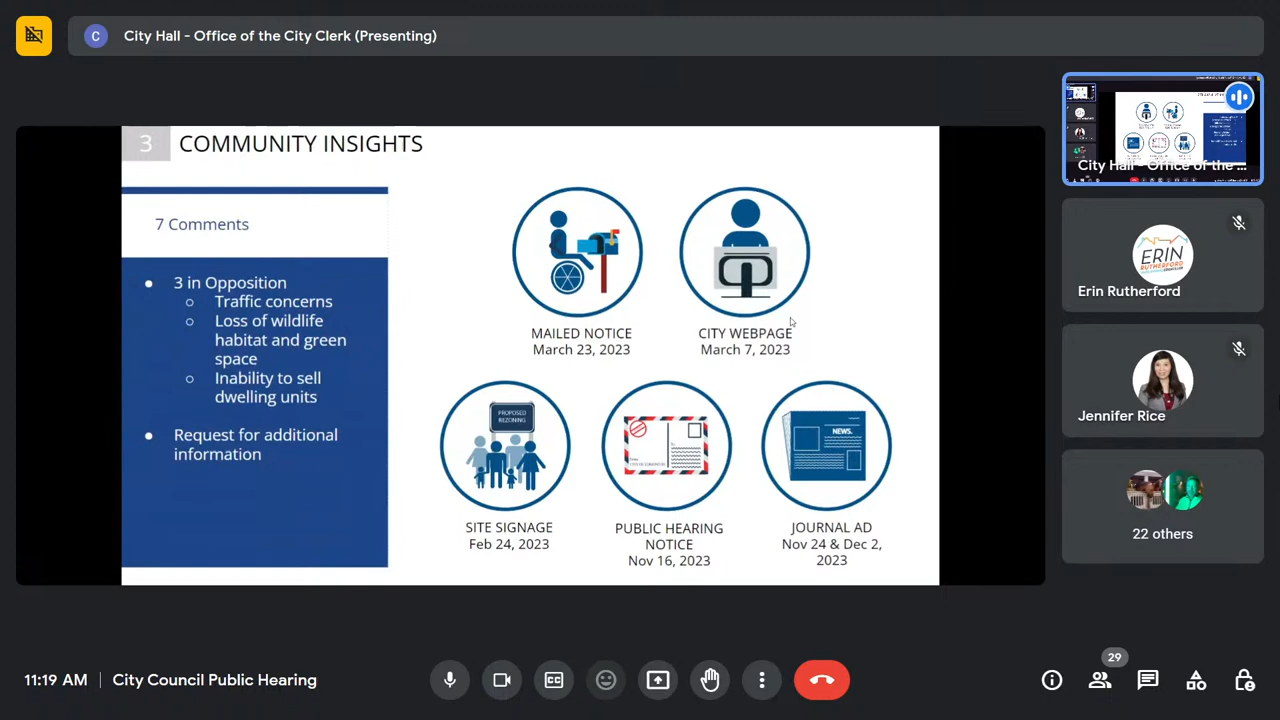 C
City Hall - Office of the City Clerk (Presenting)
3 COMMUNITY INSIGHTS
7 Comments
3 in Opposition
Traffic concerns
Loss of wildlife
habitat and green
space
Inability to sell
dwelling units
Request for additional
information
MAILED NOTICE
March 23, 2023
CITY WEBPAGE
March 7, 2023
PROPOSED
REZONING
SITE SIGNAGE
Feb 24, 2023
PUBLIC HEARING
NOTICE
Nov 16, 2023
NEWS.
JOURNAL AD
Nov 24 & Dec 2,
2023
City Hall - Office of the ...
ERIN
RUTHERFORD
Erin Rutherford
Jennifer Rice
22 others
11:19 AM | City Council Public Hearing
CC
29